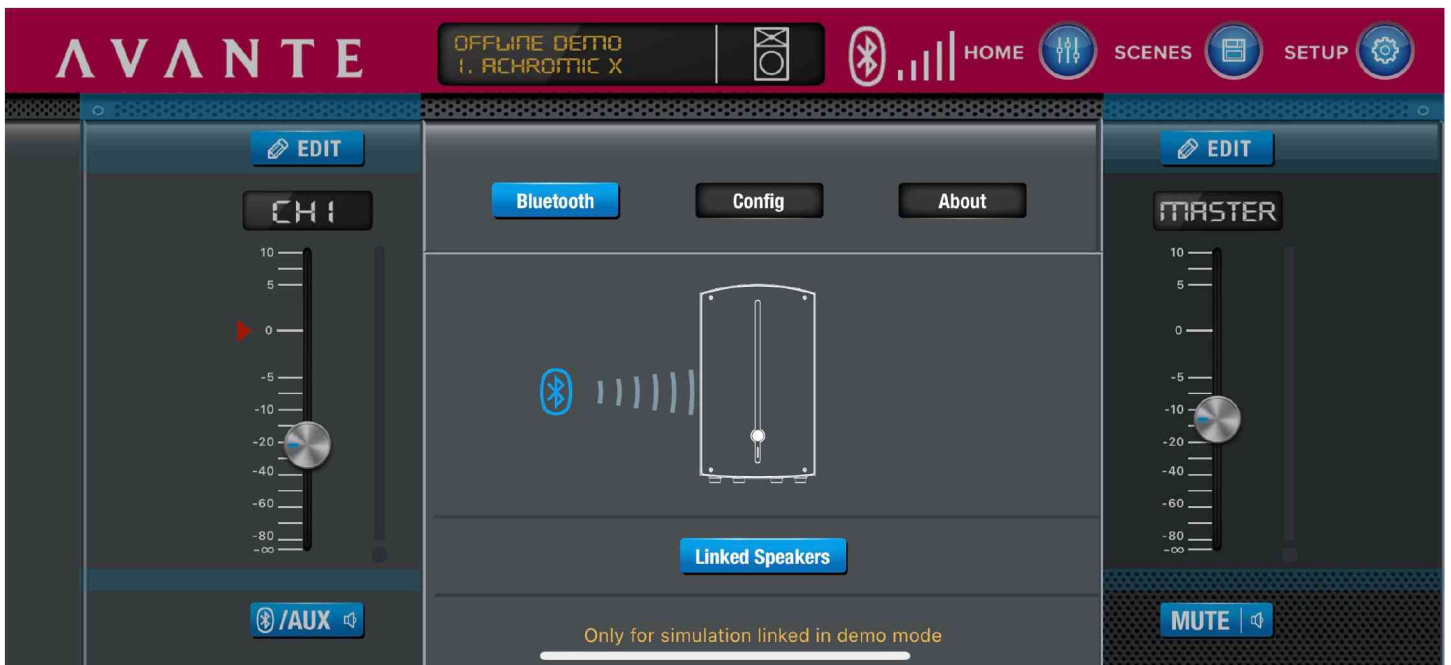 AVANTE
OFFLINE DEMO
1. ACHROMIC X
HOME
SCENES
SETUP
EDIT
CH1
10
5
0
-5
-10
-20
-40
-60
-80
-∞
/AUX
Bluetooth
Config
About
Linked Speakers
Only for simulation linked in demo mode
EDIT
MASTER
10
5
0
-5
-10
-20
-40
-60
-80
-∞
MUTE